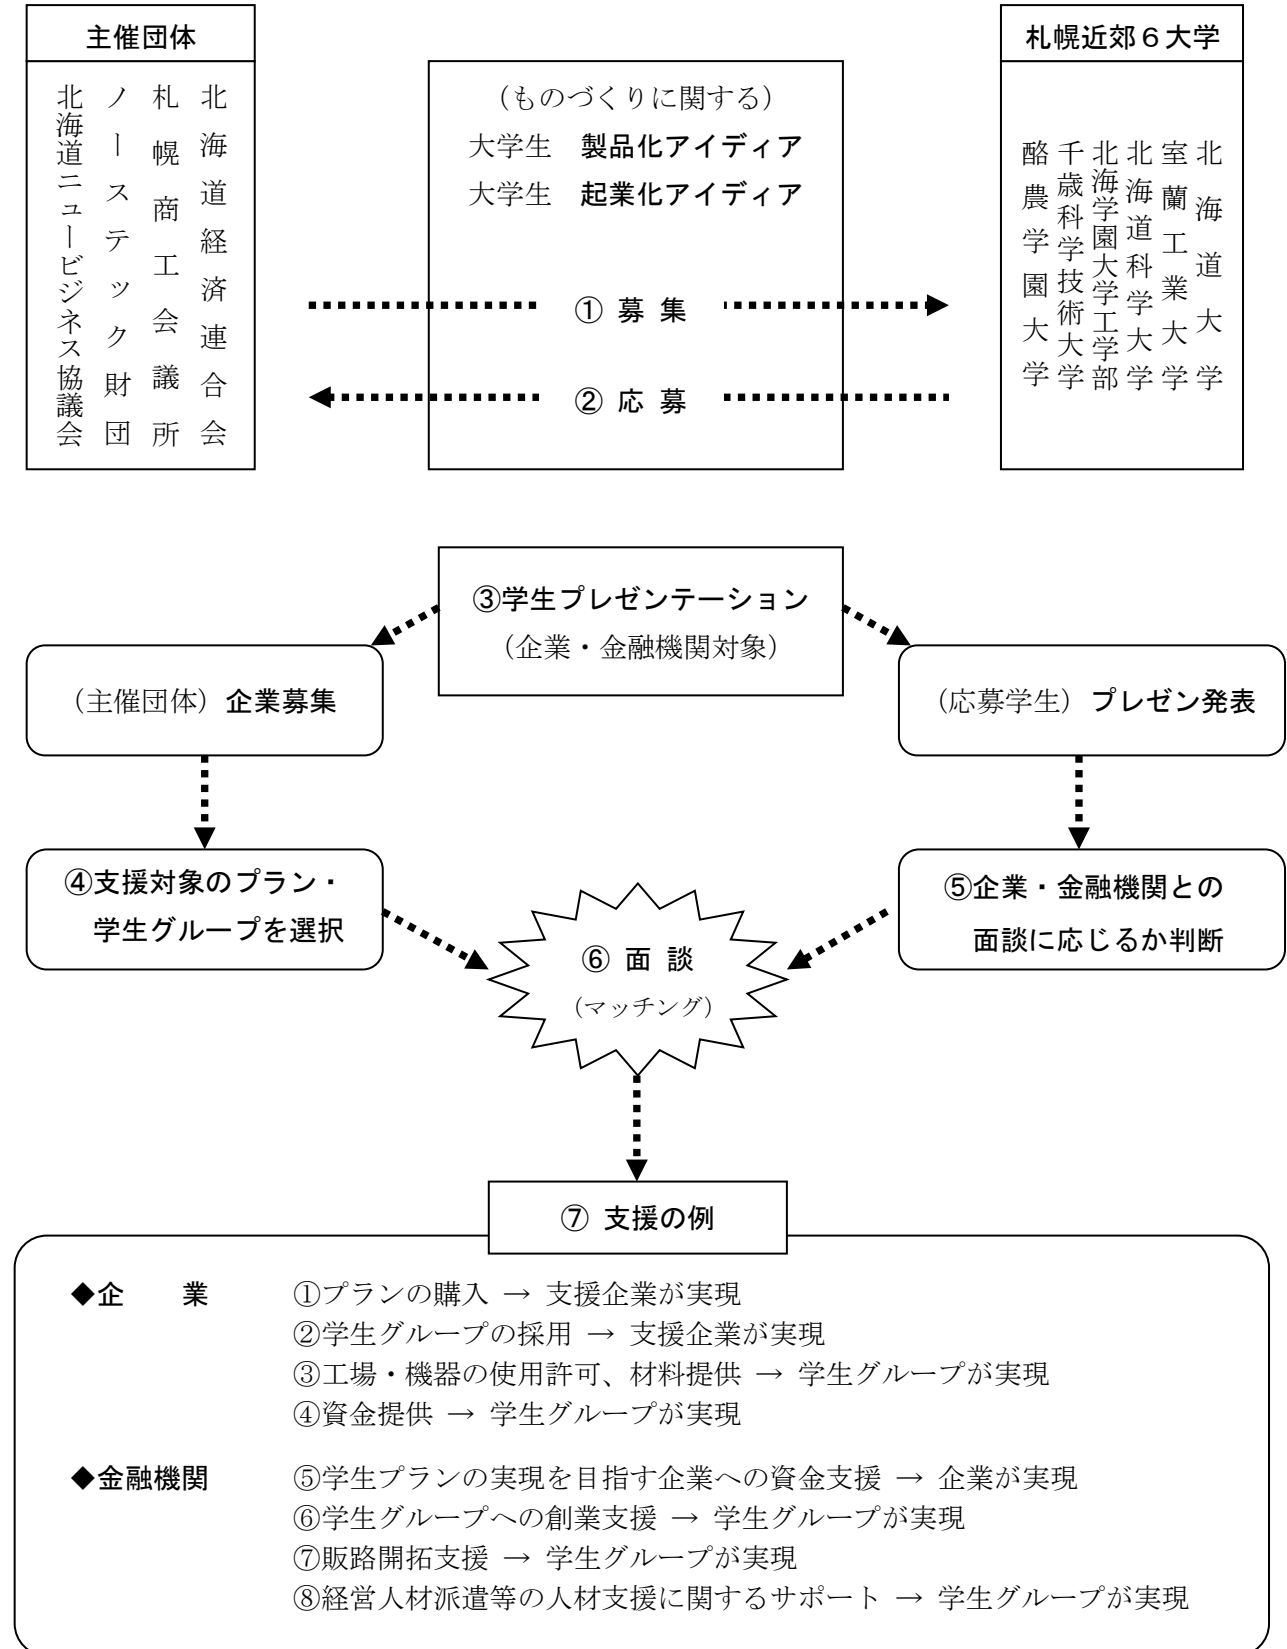 主催団体
北海道経済連合会
札幌商工会議所
ノーステック財団
北海道ニュービジネス協議会
（ものづくりに関する）
大学生　製品化アイディア
大学生　起業化アイディア
① 募 集
② 応 募
札幌近郊６大学
北海道大学
室蘭工業大学
北海道科学大学
北海学園大学工学部
千歳科学技術大学
酪農学園大学
③学生プレゼンテーション
（企業・金融機関対象）
（主催団体）企業募集
（応募学生）プレゼン発表
④支援対象のプラン・
学生グループを選択
⑤企業・金融機関との
面談に応じるか判断
⑥ 面 談
（マッチング）
⑦ 支援の例
◆企　　業　　　①プランの購入 → 支援企業が実現
②学生グループの採用 → 支援企業が実現
③工場・機器の使用許可、材料提供 → 学生グループが実現
④資金提供 → 学生グループが実現
◆金融機関　　　⑤学生プランの実現を目指す企業への資金支援 → 企業が実現
⑥学生グループへの創業支援 → 学生グループが実現
⑦販路開拓支援 → 学生グループが実現
⑧経営人材派遣等の人材支援に関するサポート → 学生グループが実現